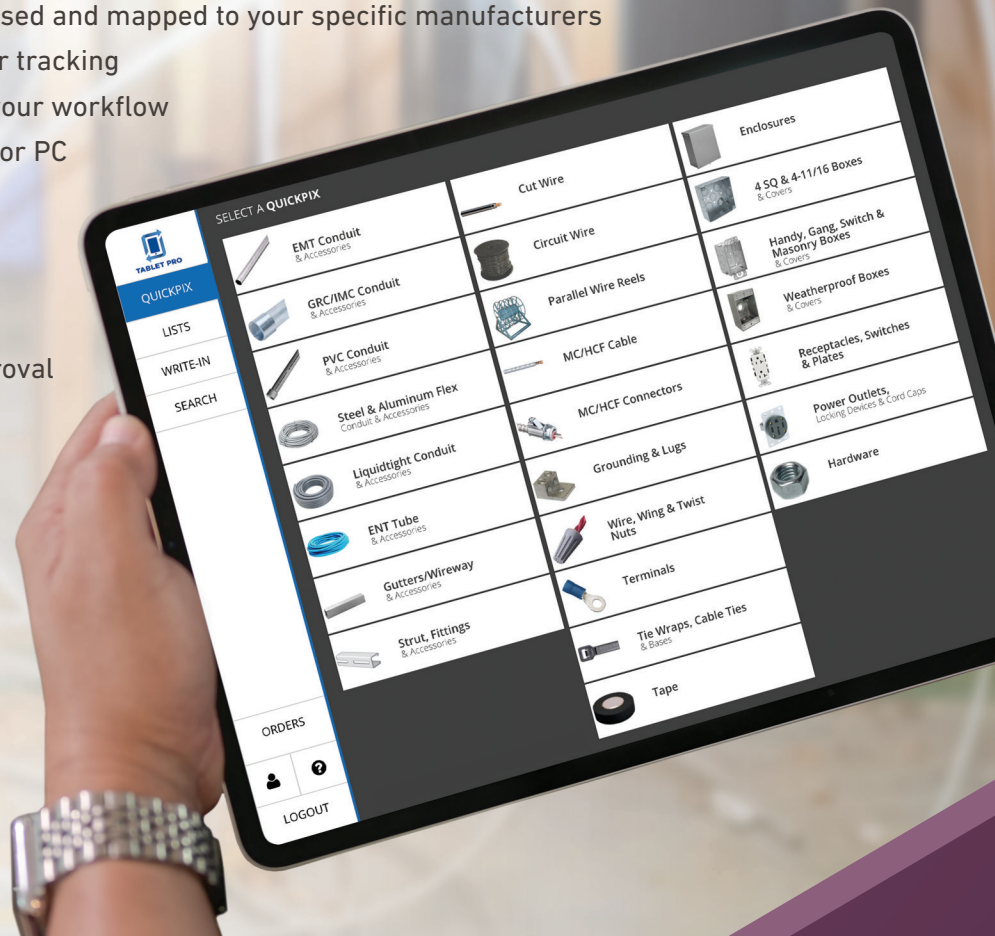 sed and mapped to your specific manufacturers
r tracking
our workflow
or PC
roval
TABLET PRO
QUICKPIX
LISTS
WRITE-IN
SEARCH
ORDERS
LOGOUT
SELECT A QUICKPIX
EMT Conduit
& Accessories
GRC/IMC Conduit
& Accessories
PVC Conduit
& Accessories
Steel & Aluminum Flex
Conduit & Accessories
Liquidtight Conduit
& Accessories
ENT Tube
& Accessories
Gutters/Wireway
& Accessories
Strut, Fittings
& Accessories
Cut Wire
Circuit Wire
Parallel Wire Reels
MC/HCF Cable
MC/HCF Connectors
Grounding & Lugs
Wire, Wing & Twist
Nuts
Terminals
Tie Wraps, Cable Ties
& Bases
Tape
Enclosures
4 SQ & 4-11/16 Boxes
& Covers
Handy, Gang, Switch &
Masonry Boxes
& Covers
Weatherproof Boxes
& Covers
Receptacles, Switches
& Plates
Power Outlets,
Locking Devices & Cord Caps
Hardware